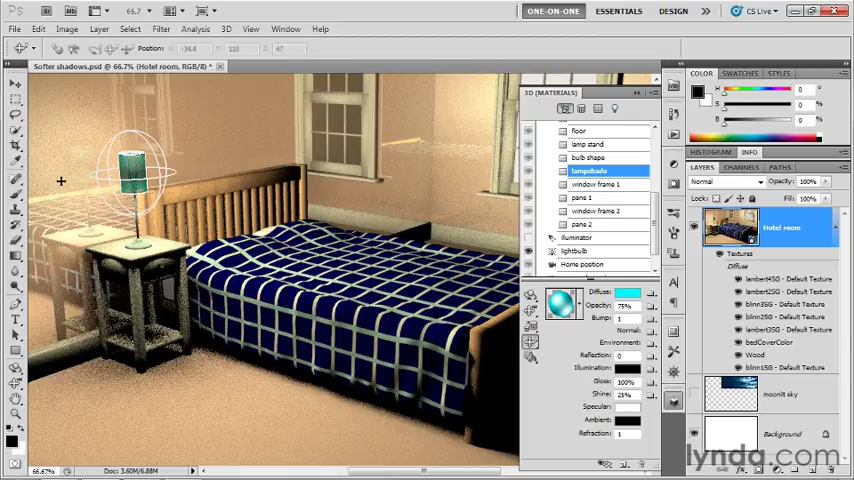 Ps Br Mb 66.7 ONE-ON-ONE ESSENTIALS DESIGN CS Live
File Edit Image Layer Select Filter Analysis 3D View Window Help
Position: -34.4 Y: 110 Z: 47
Softer shadows.psd @ 66.7% (Hotel room, RGB/8) *
3D {MATERIALS}
floor
lamp stand
bulb shape
lampshade
window frame 1
pane 1
window frame 2
pane 2
illuminator
lightbulb
Home position
Diffuse:
Opacity: 75%
Bump: 1
Normal:
Environment:
Reflection: 0
Illumination:
Gloss: 100%
Shine: 25%
Specular:
Ambient:
Refraction: 1
COLOR SWATCHES STYLES
H 0 °
S 0 %
B 0 %
HISTOGRAM INFO
LAYERS CHANNELS PATHS
Normal Opacity: 100%
Lock: Fill: 100%
Hotel room
Textures
Diffuse
lambert4SG - Default Texture
lambert2SG - Default Texture
blinn3SG - Default Texture
blinn2SG - Default Texture
lambert3SG - Default Texture
bedCoverColor
Wood
blinn1SG - Default Texture
moonlit sky
Background
66.67% Doc: 3.60M/6.88M
lynda.com